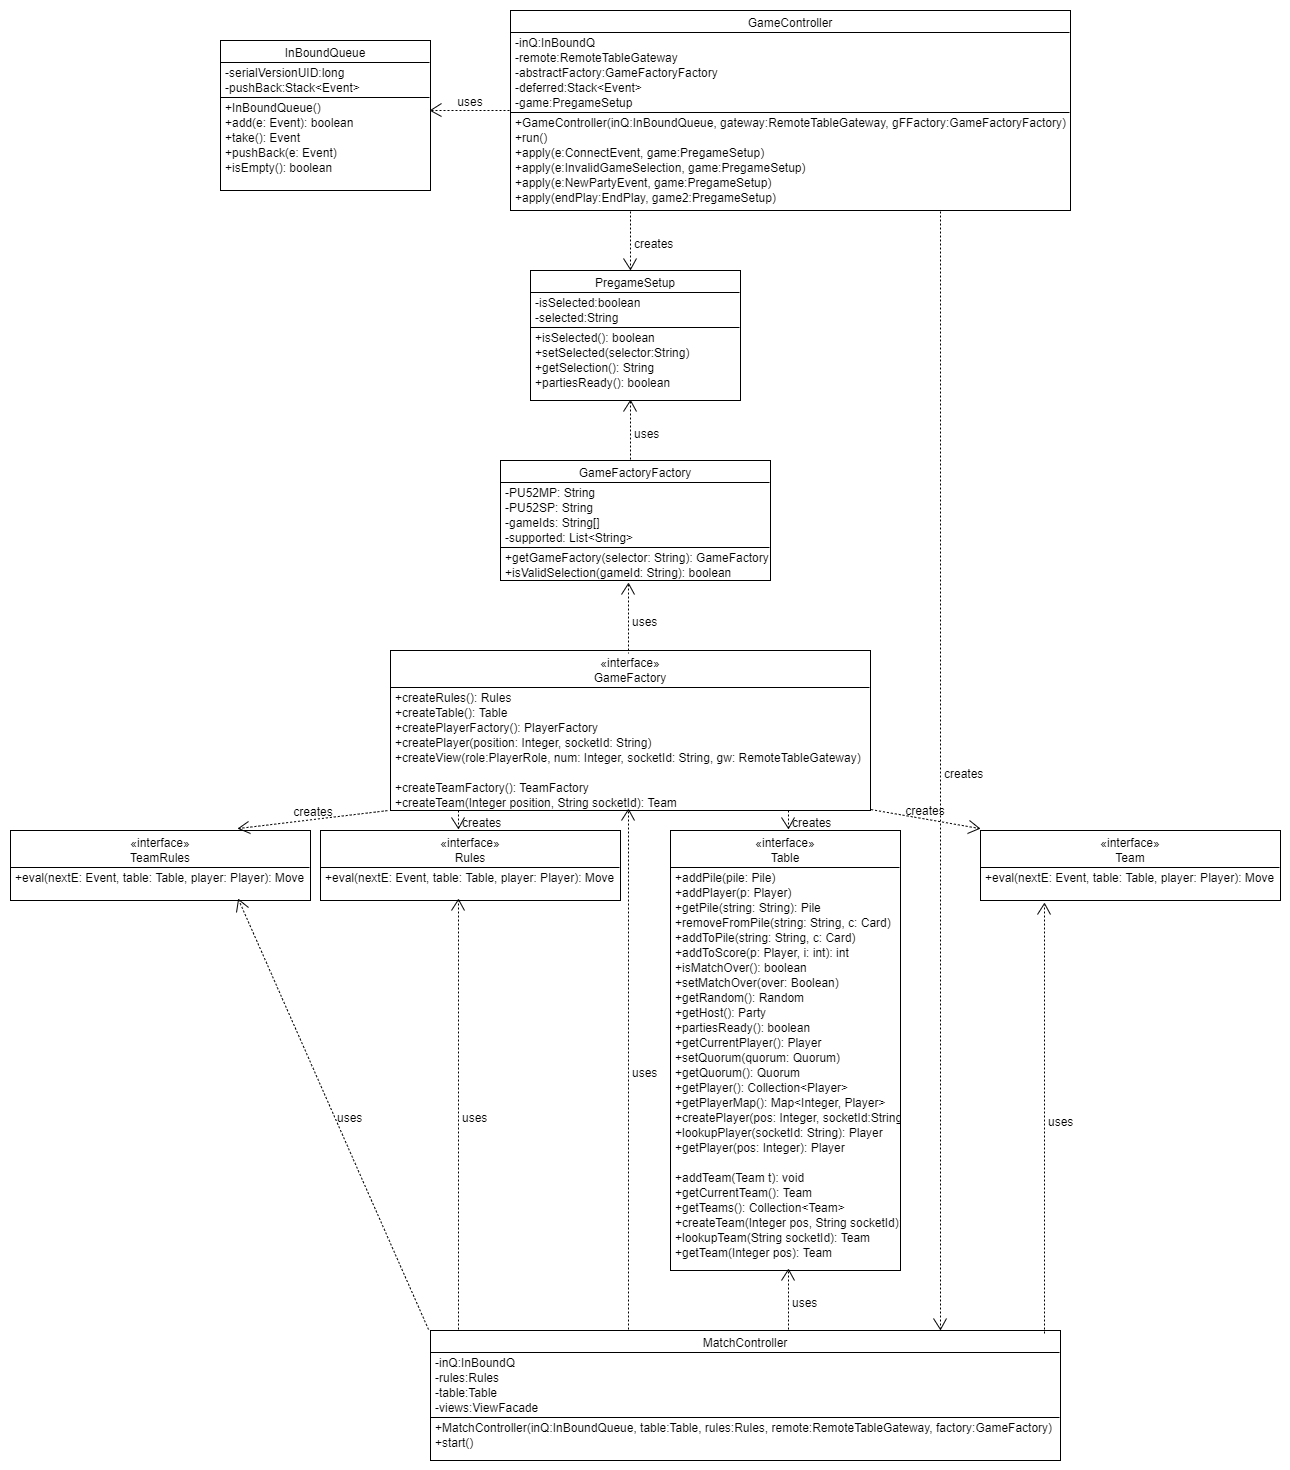 GameController
-inQ:InBoundQ
-remote:RemoteTableGateway
-abstractFactory:GameFactoryFactory
-deferred:Stack<Event>
-game:PregameSetup
+GameController(inQ:InBoundQueue, gateway:RemoteTableGateway, gFFactory:GameFactoryFactory)
+run()
+apply(e:ConnectEvent, game:PregameSetup)
+apply(e:InvalidGameSelection, game:PregameSetup)
+apply(e:NewPartyEvent, game:PregameSetup)
+apply(endPlay:EndPlay, game2:PregameSetup)
InBoundQueue
-serialVersionUID:long
-pushBack:Stack<Event>
+InBoundQueue()
+add(e: Event): boolean
+take(): Event
+pushBack(e: Event)
+isEmpty(): boolean
uses
creates
PregameSetup
-isSelected:boolean
-selected:String
+isSelected(): boolean
+setSelected(selector:String)
+getSelection(): String
+partiesReady(): boolean
uses
GameFactoryFactory
-PU52MP: String
-PU52SP: String
-gameIds: String[]
-supported: List<String>
+getGameFactory(selector: String): GameFactory
+isValidSelection(gameId: String): boolean
uses
«interface»
GameFactory
+createRules(): Rules
+createTable(): Table
+createPlayerFactory(): PlayerFactory
+createPlayer(position: Integer, socketId: String)
+createView(role:PlayerRole, num: Integer, socketId: String, gw: RemoteTableGateway)
+createTeamFactory(): TeamFactory
+createTeam(Integer position, String socketId): Team
creates
creates
creates
creates
creates
«interface»
TeamRules
+eval(nextE: Event, table: Table, player: Player): Move
«interface»
Rules
+eval(nextE: Event, table: Table, player: Player): Move
«interface»
Table
+addPile(pile: Pile)
+addPlayer(p: Player)
+getPile(string: String): Pile
+removeFromPile(string: String, c: Card)
+addToPile(string: String, c: Card)
+addToScore(p: Player, i: int): int
+isMatchOver(): boolean
+setMatchOver(over: Boolean)
+getRandom(): Random
+getHost(): Party
+partiesReady(): boolean
+getCurrentPlayer(): Player
+setQuorum(quorum: Quorum)
+getQuorum(): Quorum
+getPlayer(): Collection<Player>
+getPlayerMap(): Map<Integer, Player>
+createPlayer(pos: Integer, socketId:String
+lookupPlayer(socketId: String): Player
+getPlayer(pos: Integer): Player
+addTeam(Team t): void
+getCurrentTeam(): Team
+getTeams(): Collection<Team>
+createTeam(Integer pos, String socketId)
+lookupTeam(String socketId): Team
+getTeam(Integer pos): Team
«interface»
Team
+eval(nextE: Event, table: Table, player: Player): Move
uses
uses
uses
uses
uses
MatchController
-inQ:InBoundQ
-rules:Rules
-table:Table
-views:ViewFacade
+MatchController(inQ:InBoundQueue, table:Table, rules:Rules, remote:RemoteTableGateway, factory:GameFactory)
+start()